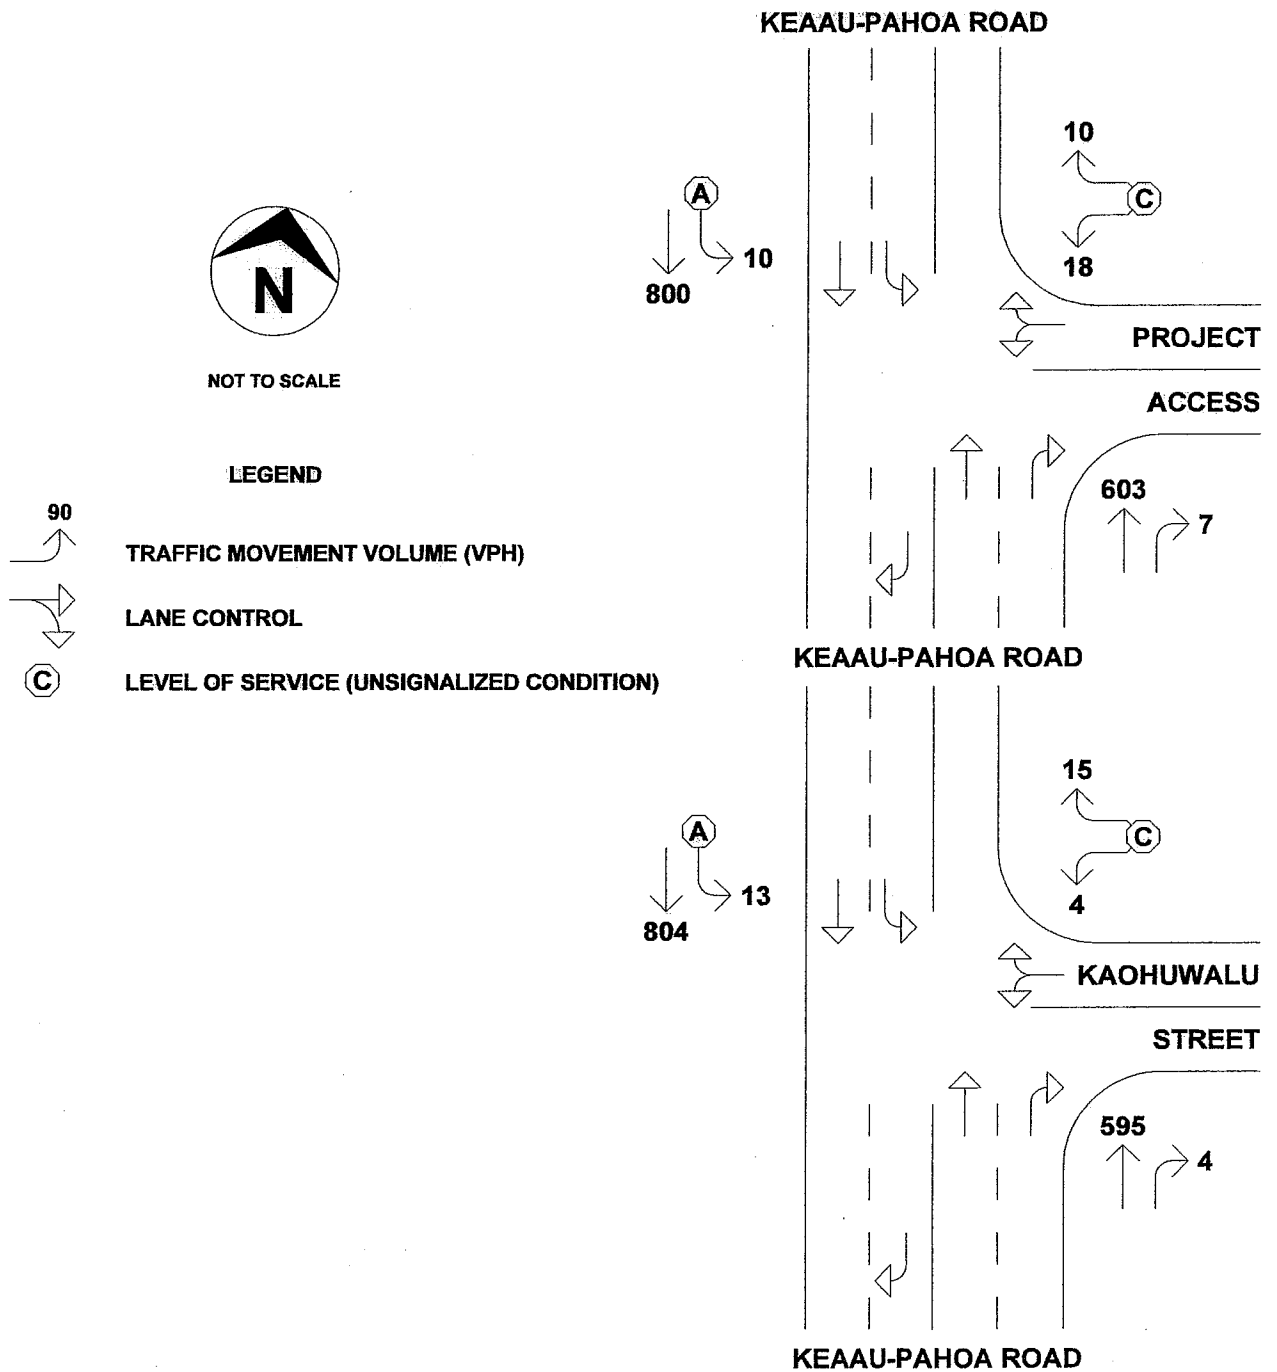 KEAAU-PAHOA ROAD
10
A
C
10
18
800
N
PROJECT
NOT TO SCALE
ACCESS
LEGEND
603
7
90
TRAFFIC MOVEMENT VOLUME (VPH)
LANE CONTROL
KEAAU-PAHOA ROAD
C
LEVEL OF SERVICE (UNSIGNALIZED CONDITION)
15
A
C
13
4
804
KAOHUWALU
STREET
595
4
KEAAU-PAHOA ROAD